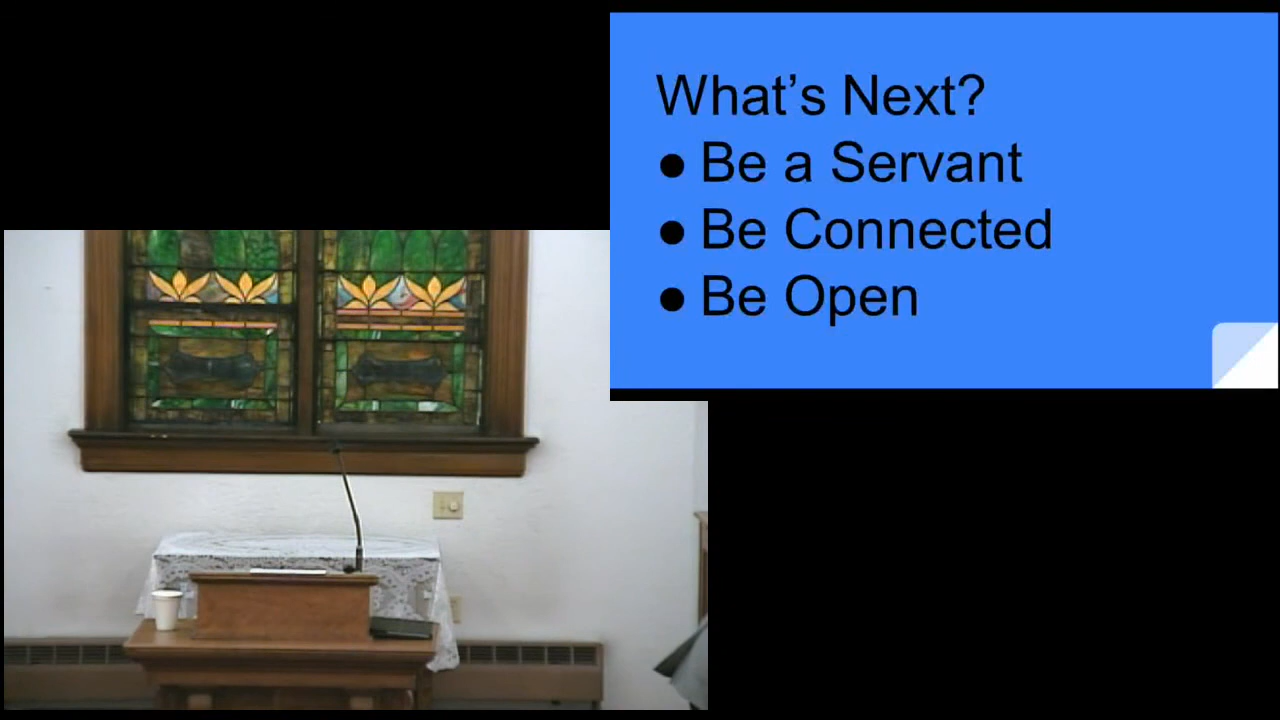 What’s Next?
● Be a Servant
● Be Connected
● Be Open